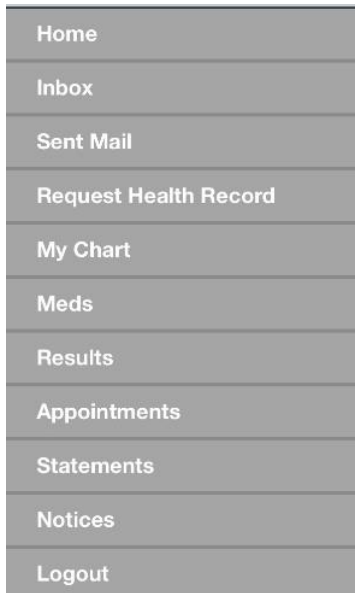 Home
Inbox
Sent Mail
Request Health Record
My Chart
Meds
Results
Appointments
Statements
Notices
Logout